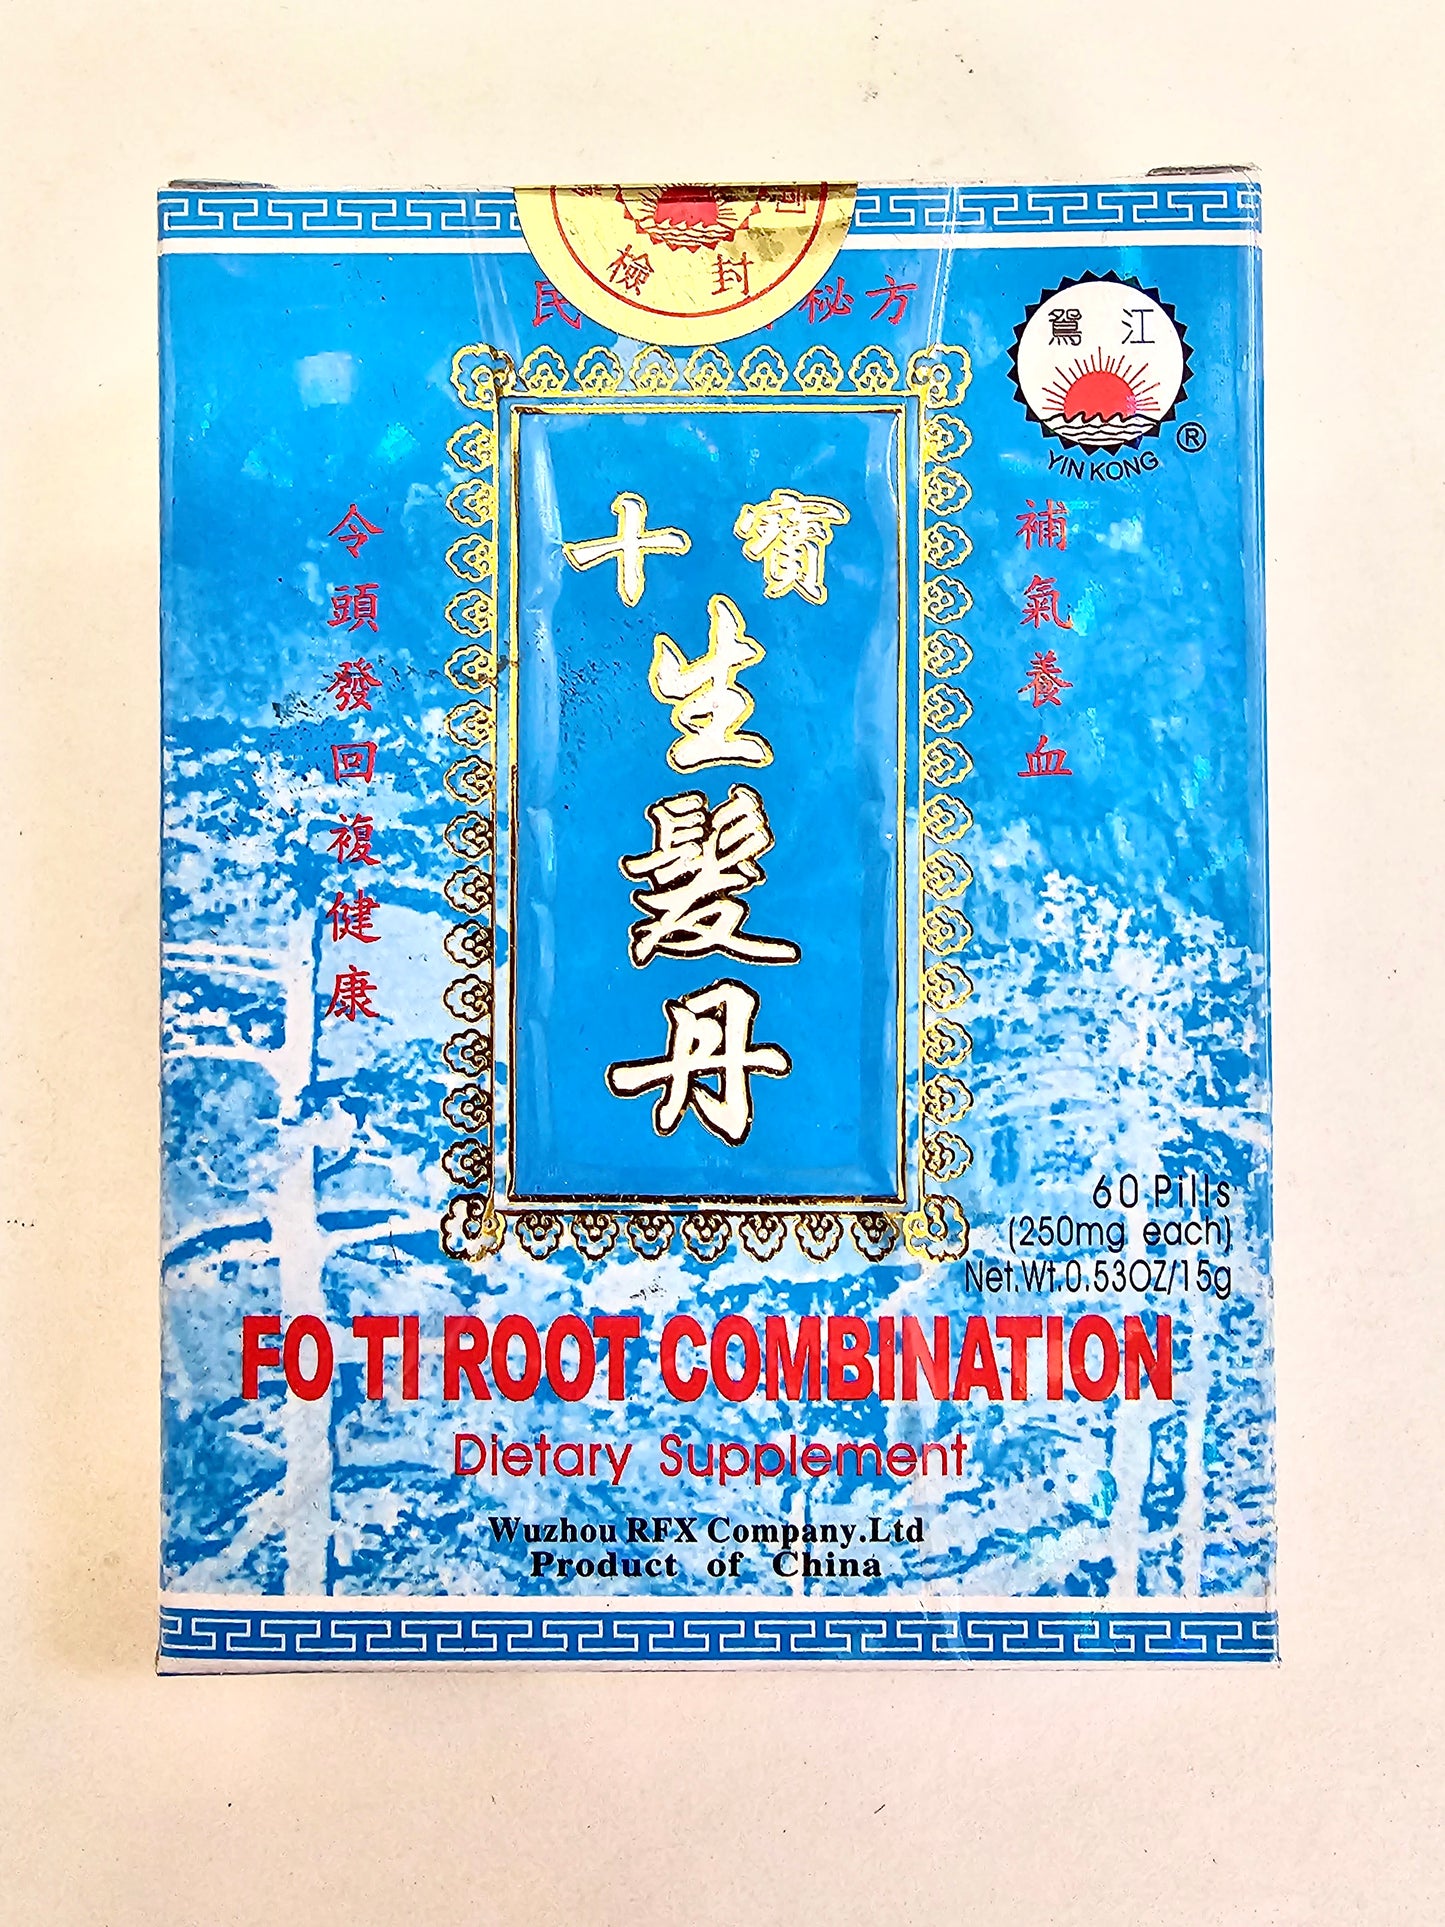 檢 封
民 秘方
鴛 江
YIN KONG
®
十寶
生髮丹
補氣養血
令頭發回複健康
60 Pills
(250mg each)
Net.Wt.0.53OZ/15g
FO TI ROOT COMBINATION
Dietary Supplement
Wuzhou RFX Company.Ltd
Product of China